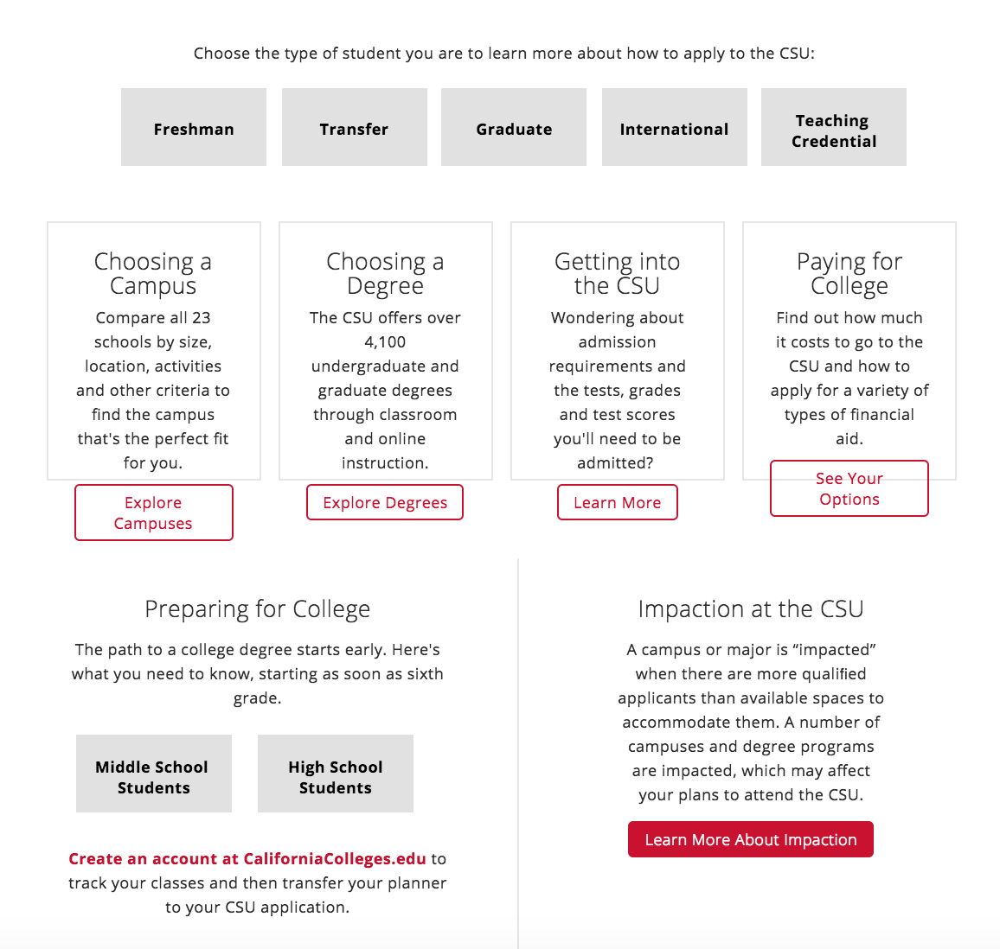 Choose the type of student you are to learn more about how to apply to the CSU:
Freshman
Transfer
Graduate
International
Teaching
Credential
Choosing a
Campus
Compare all 23
schools by size,
location, activities
and other criteria to
find the campus
that's the perfect fit
for you.
Explore
Campuses
Choosing a
Degree
The CSU offers over
4,100
undergraduate and
graduate degrees
through classroom
and online
instruction.
Explore Degrees
Getting into
the CSU
Wondering about
admission
requirements and
the tests, grades
and test scores
you'll need to be
admitted?
Learn More
Paying for
College
Find out how much
it costs to go to the
CSU and how to
apply for a variety of
types of financial
aid.
See Your
Options
Preparing for College
The path to a college degree starts early. Here's
what you need to know, starting as soon as sixth
grade.
Middle School
Students
High School
Students
Create an account at CaliforniaColleges.edu to
track your classes and then transfer your planner
to your CSU application.
Impaction at the CSU
A campus or major is “impacted”
when there are more qualified
applicants than available spaces to
accommodate them. A number of
campuses and degree programs
are impacted, which may affect
your plans to attend the CSU.
Learn More About Impaction